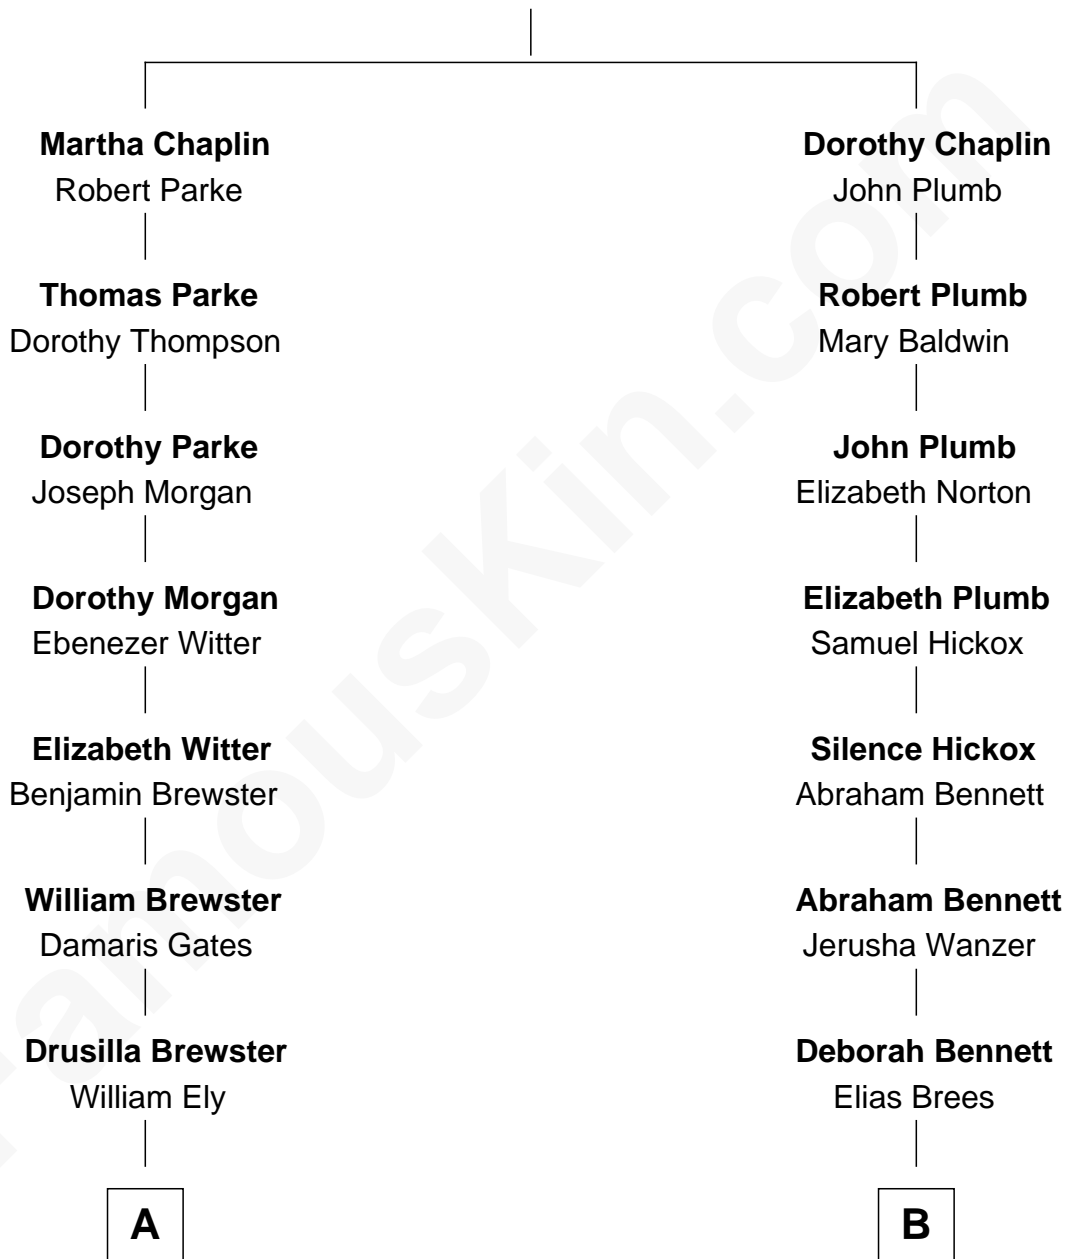 Martha Chaplin
Robert Parke
Thomas Parke
Dorothy Thompson
Dorothy Parke
Joseph Morgan
Dorothy Morgan
Ebenezer Witter
Elizabeth Witter
Benjamin Brewster
William Brewster
Damaris Gates
Drusilla Brewster
William Ely
A
Dorothy Chaplin
John Plumb
Robert Plumb
Mary Baldwin
John Plumb
Elizabeth Norton
Elizabeth Plumb
Samuel Hickox
Silence Hickox
Abraham Bennett
Abraham Bennett
Jerusha Wanzer
Deborah Bennett
Elias Brees
B
FamousKin.com